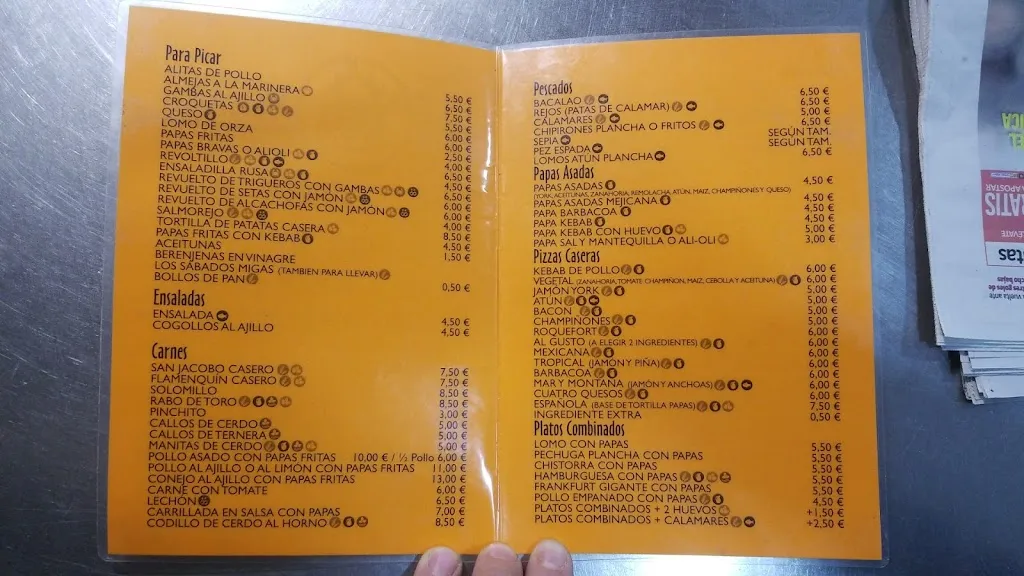 Para Picar
ALITAS DE POLLO 5,50 €
ALMEJAS A LA MARINERA 6,50 €
GAMBAS AL AJILLO 7,50 €
CROQUETAS 5,50 €
QUESO 6,00 €
LOMO DE ORZA 6,00 €
PAPAS FRITAS 2,50 €
PAPAS BRAVAS O ALIOLI 4,00 €
REVOLTILLO 6,50 €
ENSALADILLA RUSA 4,50 €
REVUELTO DE TRIGUEROS CON GAMBAS 6,50 €
REVUELTO DE SETAS CON JAMÓN 6,00 €
REVUELTO DE ALCACHOFAS CON JAMÓN 6,00 €
SALMOREJO 4,00 €
TORTILLA DE PATATAS CASERA 8,50 €
PAPAS FRITAS CON KEBAB 4,50 €
ACEITUNAS 1,50 €
BERENJENAS EN VINAGRE
LOS SÁBADOS MIGAS (TAMBIEN PARA LLEVAR)
BOLLOS DE PAN 0,50 €
Ensaladas
ENSALADA 4,50 €
COGOLLOS AL AJILLO 4,50 €
Carnes
SAN JACOBO CASERO 7,50 €
FLAMENQUÍN CASERO 7,50 €
SOLOMILLO 8,50 €
RABO DE TORO 8,50 €
PINCHITO 3,00 €
CALLOS DE CERDO 5,00 €
CALLOS DE TERNERA 5,00 €
MANITAS DE CERDO 5,00 €
POLLO ASADO CON PAPAS FRITAS 10,00 € / ½ Pollo 6,00 €
POLLO AL AJILLO O AL LIMÓN CON PAPAS FRITAS 11,00 €
CONEJO AL AJILLO CON PAPAS FRITAS 13,00 €
CARNE CON TOMATE 6,00 €
LECHÓN 6,50 €
CARRILLADA EN SALSA CON PAPAS 7,00 €
CODILLO DE CERDO AL HORNO 8,50 €
Pescados
BACALAO 6,50 €
REJOS (PATAS DE CALAMAR) 6,50 €
CALAMARES 5,00 €
CHIPIRONES PLANCHA O FRITOS 6,50 €
SEPIA SEGÚN TAM.
PEZ ESPADA SEGÚN TAM.
LOMOS ATÚN PLANCHA 6,50 €
Papas Asadas
PAPAS ASADAS 4,50 €
(YORK, ACEITUNAS, ZANAHORIA, REMOLACHA ATÚN, MAIZ, CHAMPIÑONES Y QUESO)
PAPAS ASADAS MEJICANA 4,50 €
PAPA BARBACOA 4,50 €
PAPA KEBAB 4,50 €
PAPA KEBAB CON HUEVO 5,00 €
PAPA SAL Y MANTEQUILLA O ALI-OLI 3,00 €
Pizzas Caseras
KEBAB DE POLLO 6,00 €
VEGETAL (ZANAHORIA, TOMATE CHAMPIÑON, MAIZ, CEBOLLA Y ACEITUNA) 6,00 €
JAMÓN YORK 5,00 €
ATÚN 5,00 €
BACON 5,00 €
CHAMPIÑONES 5,00 €
ROQUEFORT 6,00 €
AL GUSTO (A ELEGIR 2 INGREDIENTES) 6,00 €
MEXICANA 6,00 €
TROPICAL (JAMÓN Y PIÑA) 6,00 €
BARBACOA 6,00 €
MAR Y MONTAÑA (JAMÓN Y ANCHOAS) 6,00 €
CUATRO QUESOS 6,00 €
ESPAÑOLA (BASE DE TORTILLA PAPAS) 7,50 €
INGREDIENTE EXTRA 0,50 €
Platos Combinados
LOMO CON PAPAS 5,50 €
PECHUGA PLANCHA CON PAPAS 5,50 €
CHISTORRA CON PAPAS 5,50 €
HAMBURGUESA CON PAPAS 5,50 €
FRANKFURT GIGANTE CON PAPAS 5,50 €
POLLO EMPANADO CON PAPAS 4,50 €
PLATOS COMBINADOS + 2 HUEVOS +1,50 €
PLATOS COMBINADOS + CALAMARES +2,50 €
ATIS
stas